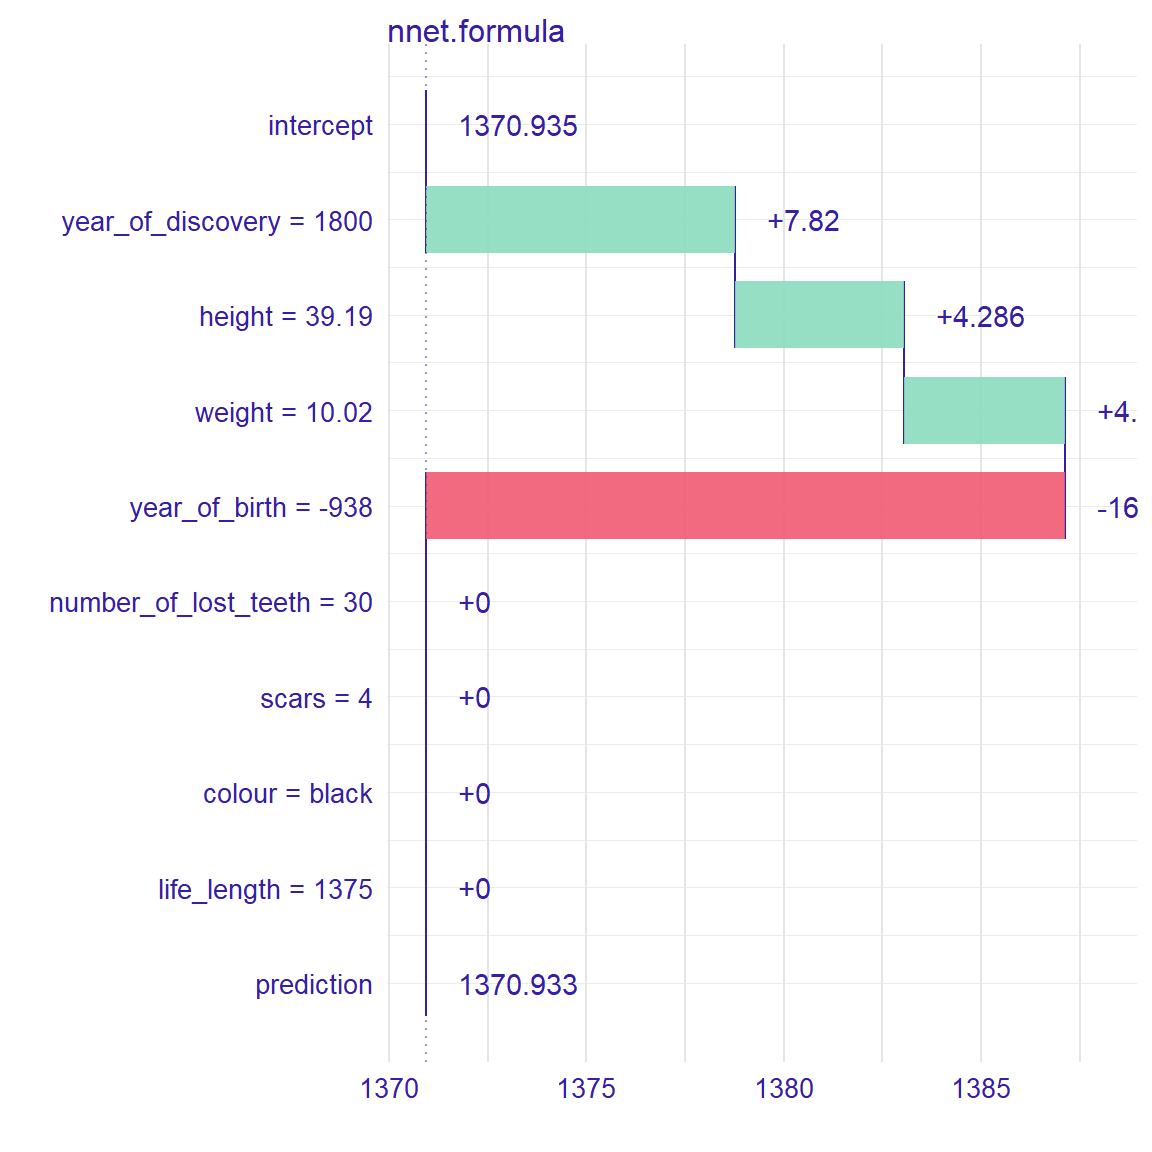 nnet.formula
intercept 1370.935
year_of_discovery = 1800 +7.82
height = 39.19 +4.286
weight = 10.02 +4.
year_of_birth = -938 -16
number_of_lost_teeth = 30 +0
scars = 4 +0
colour = black +0
life_length = 1375 +0
prediction 1370.933
1370 1375 1380 1385